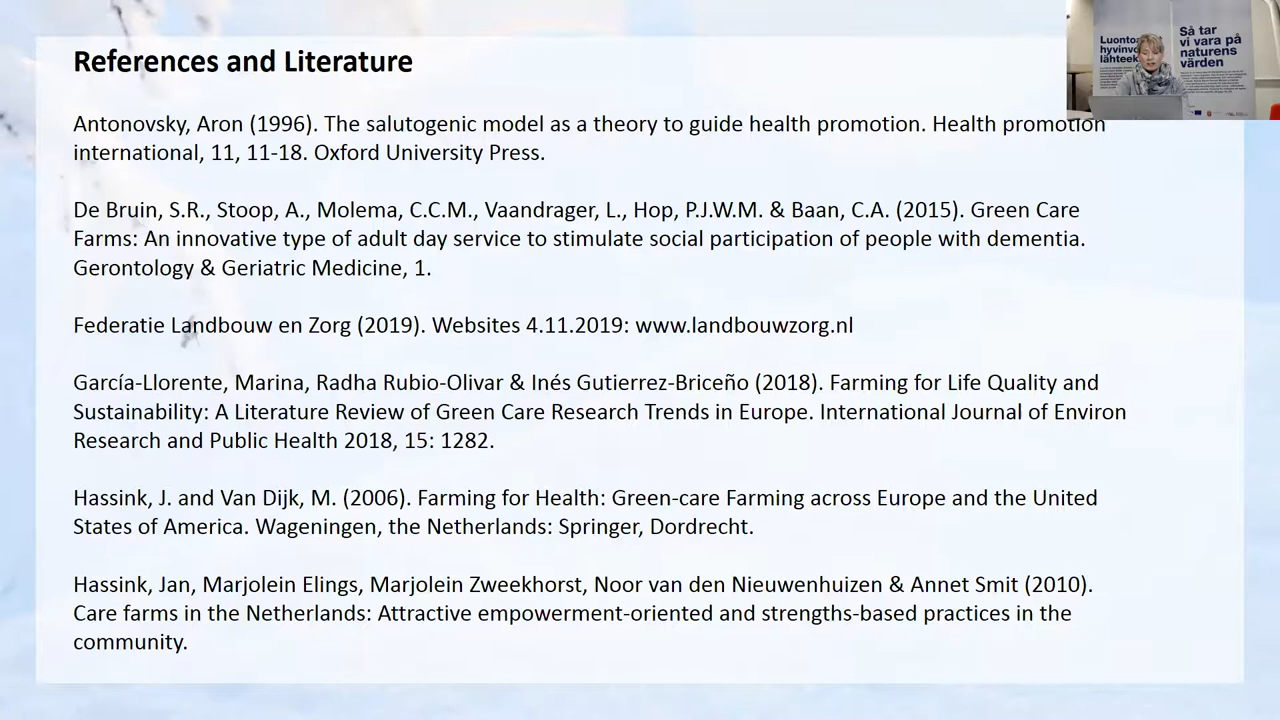 References and Literature
Antonovsky, Aron (1996). The salutogenic model as a theory to guide health promotion. Health promotion
international, 11, 11-18. Oxford University Press.
De Bruin, S.R., Stoop, A., Molema, C.C.M., Vaandrager, L., Hop, P.J.W.M. & Baan, C.A. (2015). Green Care
Farms: An innovative type of adult day service to stimulate social participation of people with dementia.
Gerontology & Geriatric Medicine, 1.
Federatie Landbouw en Zorg (2019). Websites 4.11.2019: www.landbouwzorg.nl
García-Llorente, Marina, Radha Rubio-Olivar & Inés Gutierrez-Briceño (2018). Farming for Life Quality and
Sustainability: A Literature Review of Green Care Research Trends in Europe. International Journal of Environ
Research and Public Health 2018, 15: 1282.
Hassink, J. and Van Dijk, M. (2006). Farming for Health: Green-care Farming across Europe and the United
States of America. Wageningen, the Netherlands: Springer, Dordrecht.
Hassink, Jan, Marjolein Elings, Marjolein Zweekhorst, Noor van den Nieuwenhuizen & Annet Smit (2010).
Care farms in the Netherlands: Attractive empowerment-oriented and strengths-based practices in the
community.
Så tar
vi vara på
naturens
värden